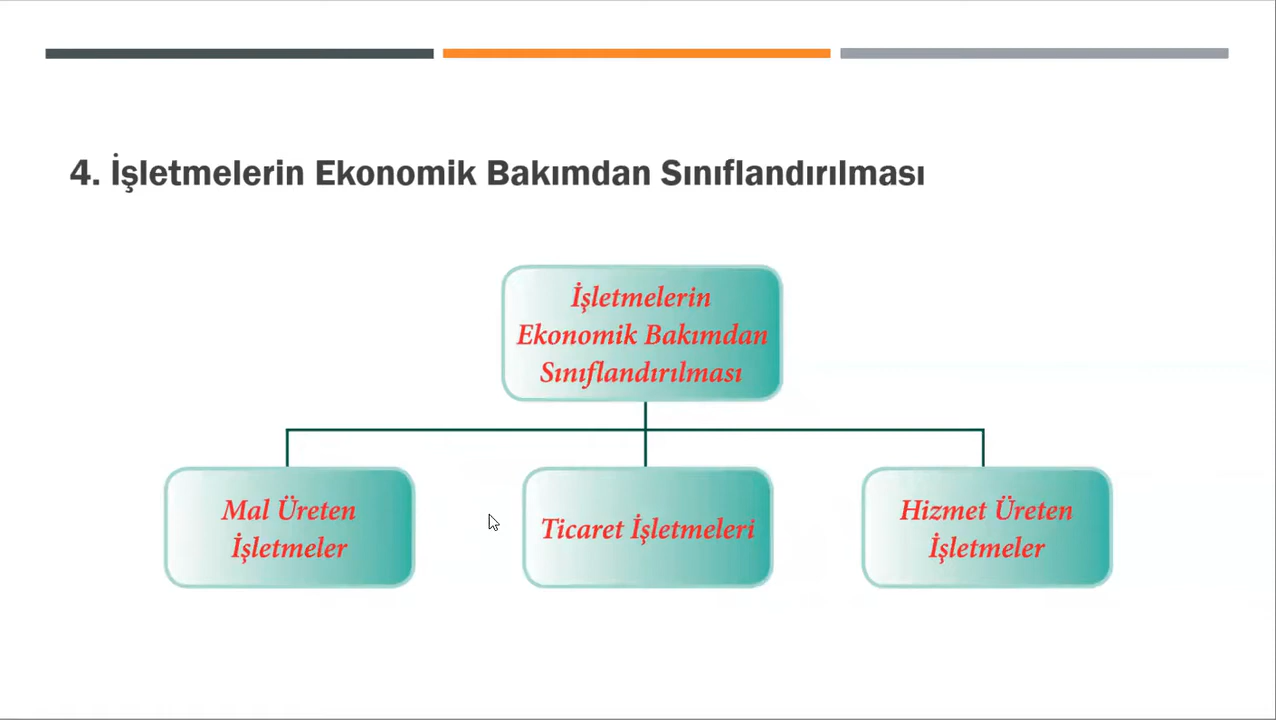 4. İşletmelerin Ekonomik Bakımdan Sınıflandırılması
İşletmelerin
Ekonomik Bakımdan
Sınıflandırılması
Mal Üreten
İşletmeler
Ticaret İşletmeleri
Hizmet Üreten
İşletmeler